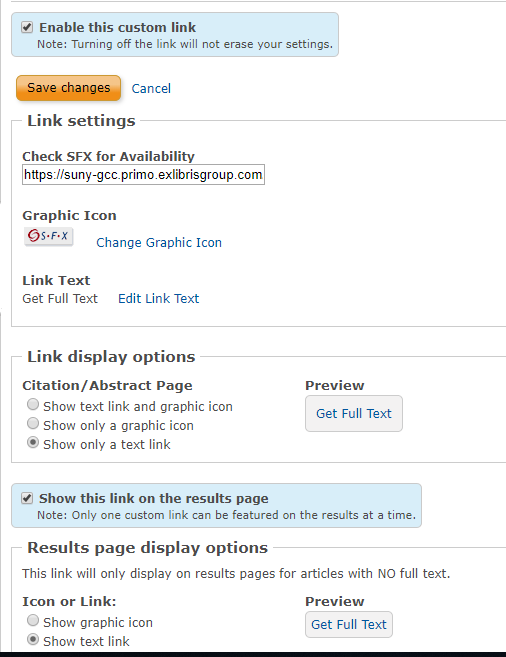 Enable this custom link
Note: Turning off the link will not erase your settings.
Save changes Cancel
Link settings
Check SFX for Availability
https://suny-gcc.primo.exlibrisgroup.com
Graphic Icon
S·F·X Change Graphic Icon
Link Text
Get Full Text Edit Link Text
Link display options
Citation/Abstract Page Preview
Show text link and graphic icon
Get Full Text
Show only a graphic icon
Show only a text link
Show this link on the results page
Note: Only one custom link can be featured on the results at a time.
Results page display options
This link will only display on results pages for articles with NO full text.
Icon or Link: Preview
Show graphic icon
Get Full Text
Show text link